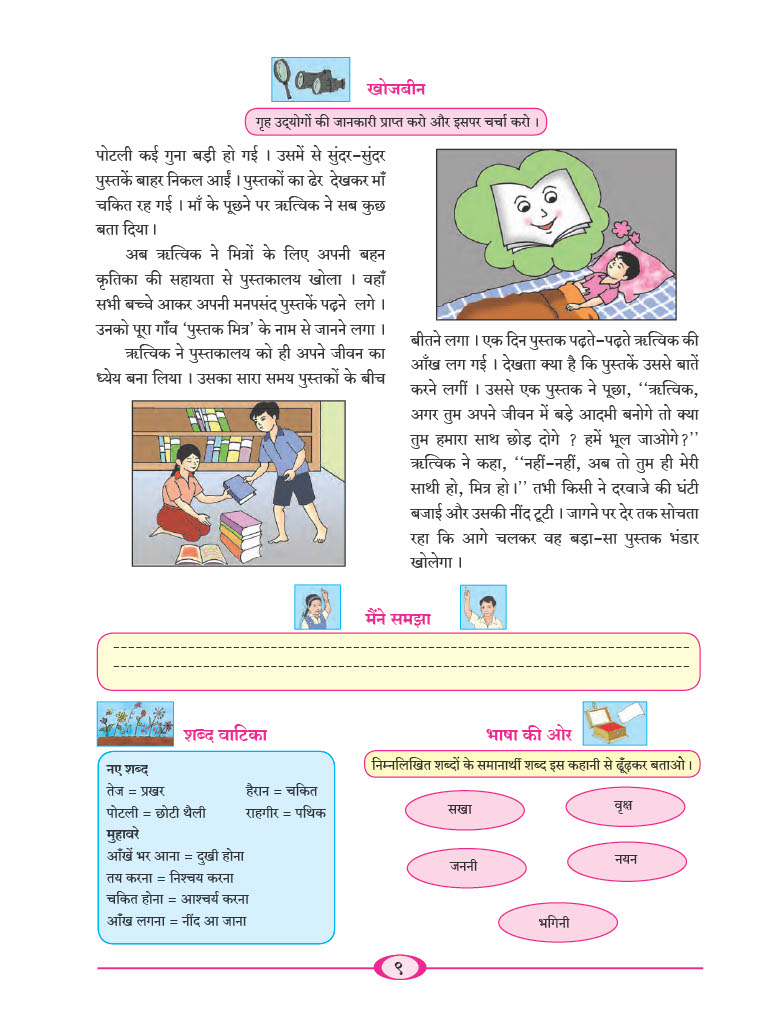 खोजबीन
गृह उद्‌योगों की जानकारी प्राप्त करो और इसपर चर्चा करो ।
पोटली कई गुना बड़ी हो गई । उसमें से सुंदर-सुंदर
पुस्तकें बाहर निकल आईं । पुस्तकों का ढेर देखकर माँ
चकित रह गई । माँ के पूछने पर ऋत्विक ने सब कुछ
बता दिया ।
अब ऋत्विक ने मित्रों के लिए अपनी बहन
कृतिका की सहायता से पुस्तकालय खोला । वहाँ
सभी बच्चे आकर अपनी मनपसंद पुस्तकें पढ़ने लगे ।
उनको पूरा गाँव ‘पुस्तक मित्र’ के नाम से जानने लगा ।
ऋत्विक ने पुस्तकालय को ही अपने जीवन का
ध्येय बना लिया । उसका सारा समय पुस्तकों के बीच
बीतने लगा । एक दिन पुस्तक पढ़ते-पढ़ते ऋत्विक की
आँख लग गई । देखता क्या है कि पुस्तकें उससे बातें
करने लगीं । उससे एक पुस्तक ने पूछा, ‘‘ऋत्विक,
अगर तुम अपने जीवन में बड़े आदमी बनोगे तो क्या
तुम हमारा साथ छोड़ दोगे ? हमें भूल जाओगे?’’
ऋत्विक ने कहा, ‘‘नहीं-नहीं, अब तो तुम ही मेरी
साथी हो, मित्र हो ।’’ तभी किसी ने दरवाजे की घंटी
बजाई और उसकी नींद टूटी । जागने पर देर तक सोचता
रहा कि आगे चलकर वह बड़ा-सा पुस्तक भंडार
खोलेगा ।
मैंने समझा
शब्द वाटिका
नए शब्द
तेज = प्रखर हैरान = चकित
पोटली = छोटी थैली राहगीर = पथिक
मुहावरे
आँखें भर आना = दुखी होना
तय करना = निश्चय करना
चकित होना = आश्चर्य करना
आँख लगना = नींद आ जाना
भाषा की ओर
निम्नलिखित शब्दों के समानार्थी शब्द इस कहानी से ढूँढ़कर बताओ ।
सखा
वृक्ष
जननी
नयन
भगिनी
९